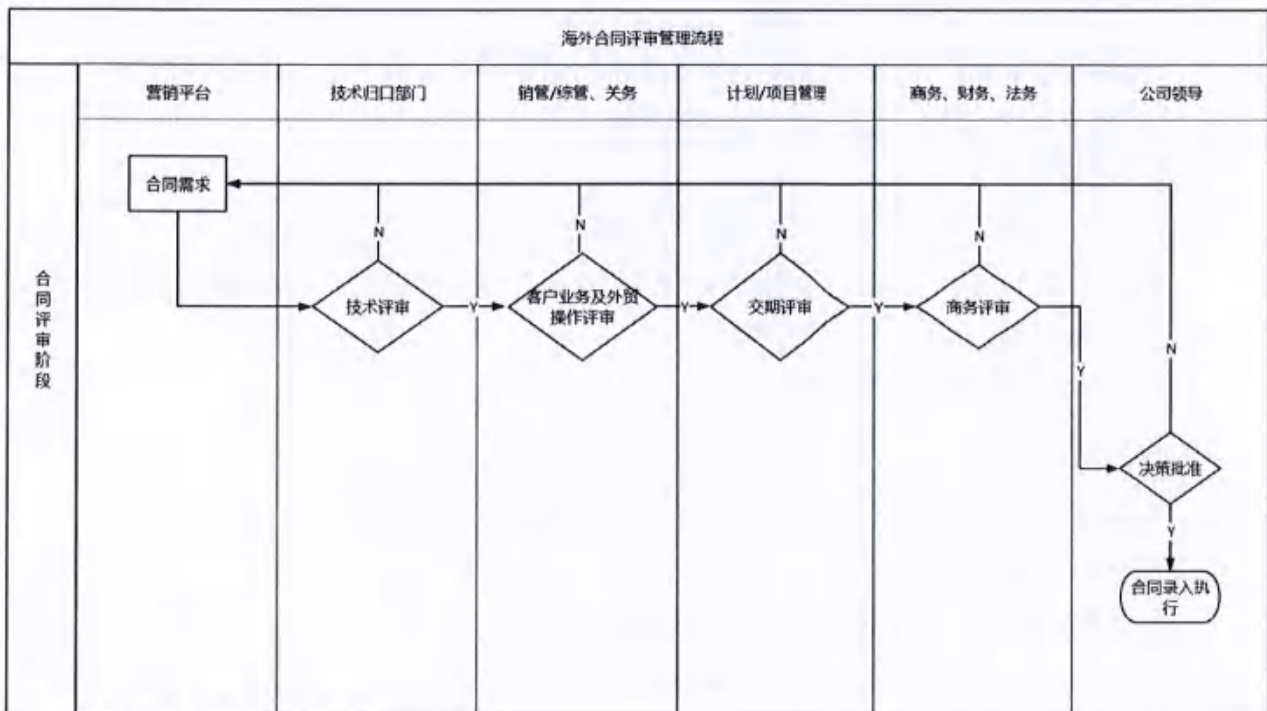 海外合同评审管理流程
营销平台
技术归口部门
销管/综管、关务
计划/项目管理
商务、财务、法务
公司领导
合同评审阶段
合同需求
N
N
N
N
N
技术评审
Y
客户业务及外贸
操作评审
Y
交期评审
Y
商务评审
Y
决策批准
Y
合同录入执
行